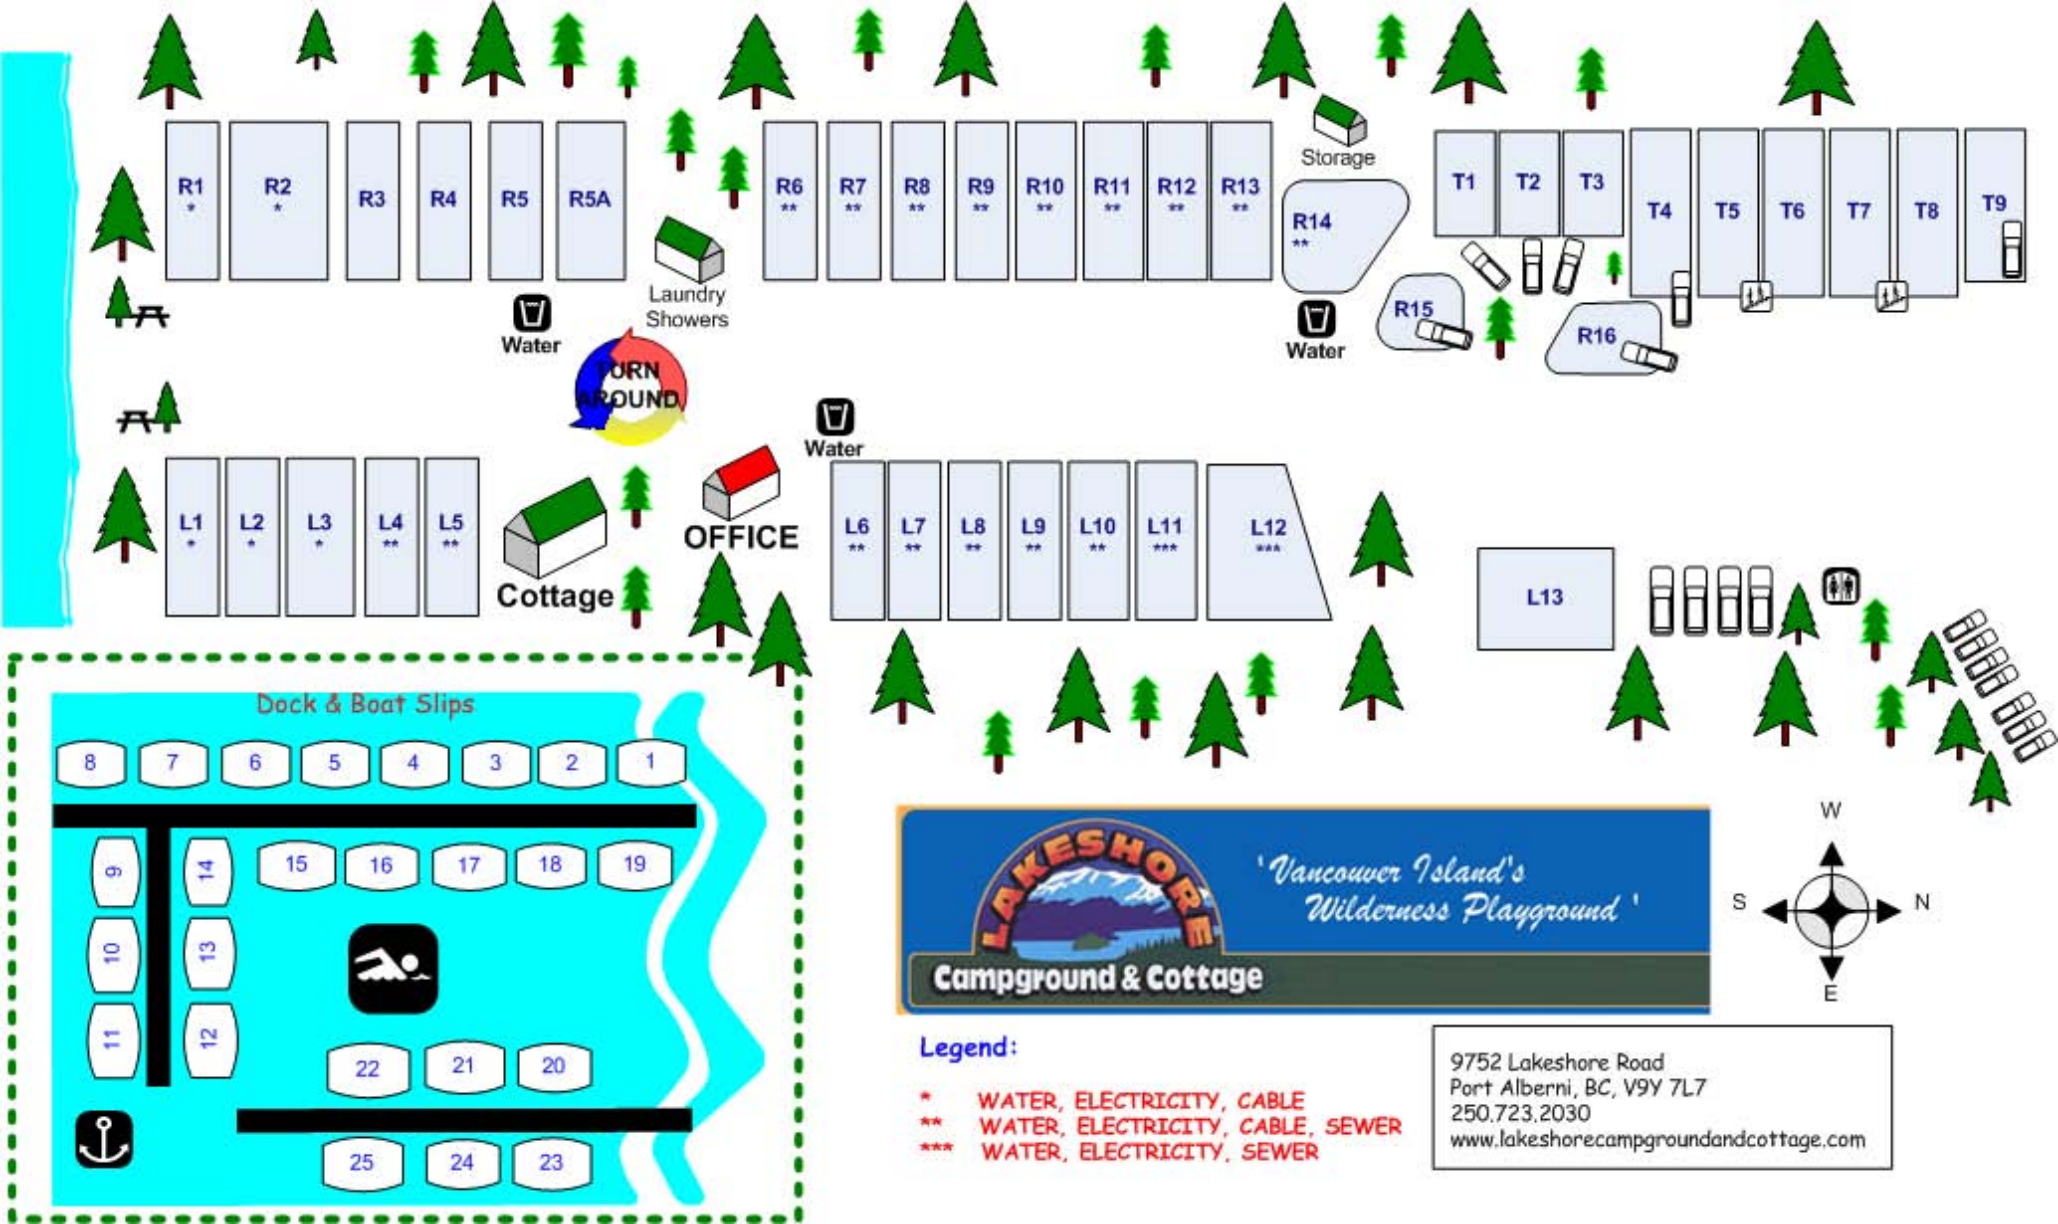 R1
*
R2
*
R3
R4
R5
R5A
R6
**
R7
**
R8
**
R9
**
R10
**
R11
**
R12
**
R13
**
Storage
R14
**
T1
T2
T3
T4
T5
T6
T7
T8
T9
Laundry
Showers
Water
Water
R15
R16
TURN
AROUND
Water
L1
*
L2
*
L3
*
L4
**
L5
**
Cottage
OFFICE
L6
**
L7
**
L8
**
L9
**
L10
**
L11
***
L12
***
L13
Dock & Boat Slips
8
7
6
5
4
3
2
1
9
14
15
16
17
18
19
10
13
11
12
22
21
20
25
24
23
LAKESHORE
Campground & Cottage
'Vancouver Island's
Wilderness Playground '
W
S
N
E
Legend:
* WATER, ELECTRICITY, CABLE
** WATER, ELECTRICITY, CABLE, SEWER
*** WATER, ELECTRICITY, SEWER
9752 Lakeshore Road
Port Alberni, BC, V9Y 7L7
250.723.2030
www.lakeshorecampgroundandcottage.com